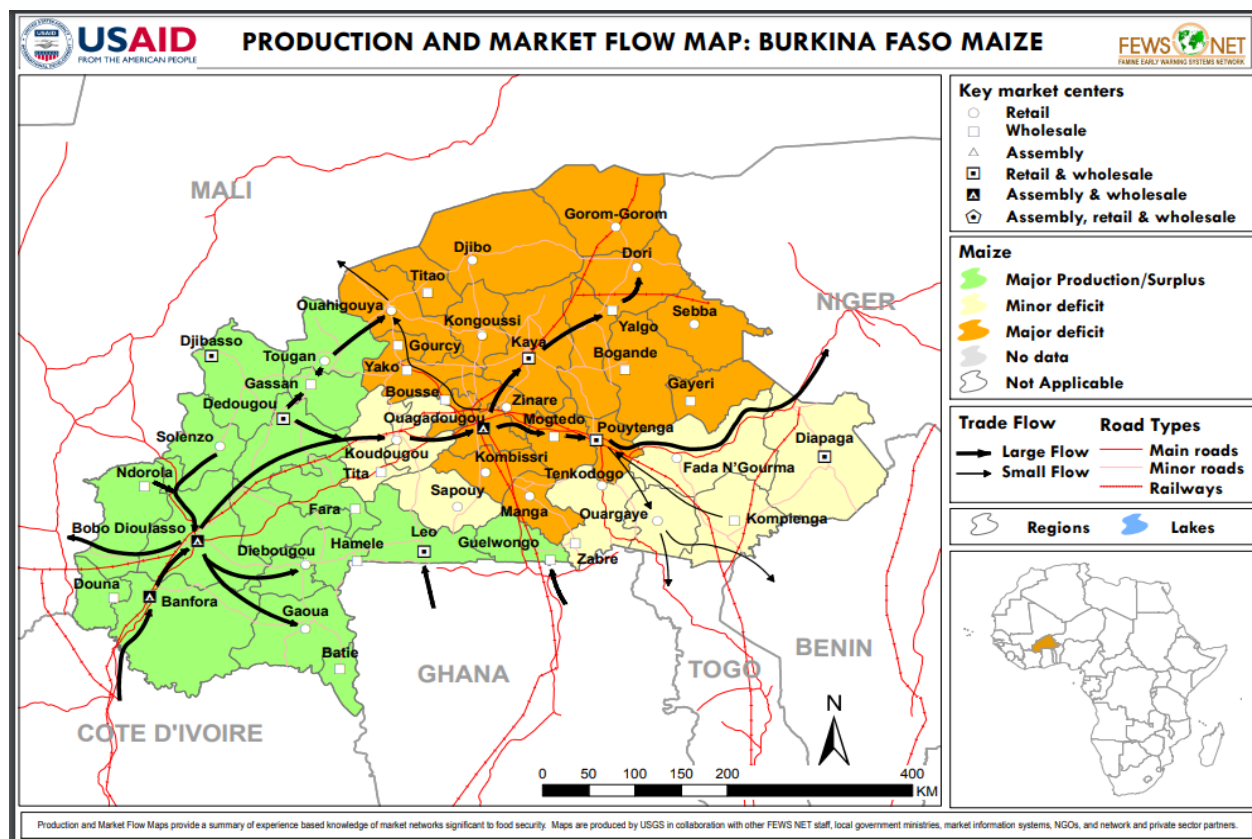 USAID
FROM THE AMERICAN PEOPLE
PRODUCTION AND MARKET FLOW MAP: BURKINA FASO MAIZE
FEWS NET
FAMINE EARLY WARNING SYSTEMS NETWORK
Key market centers
Retail
Wholesale
Assembly
Retail & wholesale
Assembly & wholesale
Assembly, retail & wholesale
Maize
Major Production/Surplus
Minor deficit
Major deficit
No data
Not Applicable
Trade Flow
Road Types
Large Flow
Main roads
Small Flow
Minor roads
Railways
Regions
Lakes
MALI
Gorom-Gorom
Djibo
Dori
Titao
NIGER
Ouahigouya
Kongoussi
Yalgo
Sebba
Djibasso
Tougan
Gourcy
Kaya
Bogande
Gassan
Yako
Bousse
Gayeri
Dedougou
Zinare
Ouagadougou
Mogtedo
Pouytenga
Solenzo
Koudougou
Kombissri
Diapaga
Ndorola
Tita
Tenkodogo
Fada N'Gourma
Fara
Sapouy
Manga
Ouargaye
Kompienga
Bobo Dioulasso
Diebougou
Hamele
Leo
Guelwongo
Zabre
Douna
Banfora
Gaoua
Batie
GHANA
TOGO
BENIN
COTE D'IVOIRE
N
0 50 100 150 200 400
KM
Production and Market Flow Maps provide a summary of experience based knowledge of market networks significant to food security. Maps are produced by USGS in collaboration with other FEWS NET staff, local government ministries, market information systems, NGOs, and network and private sector partners.